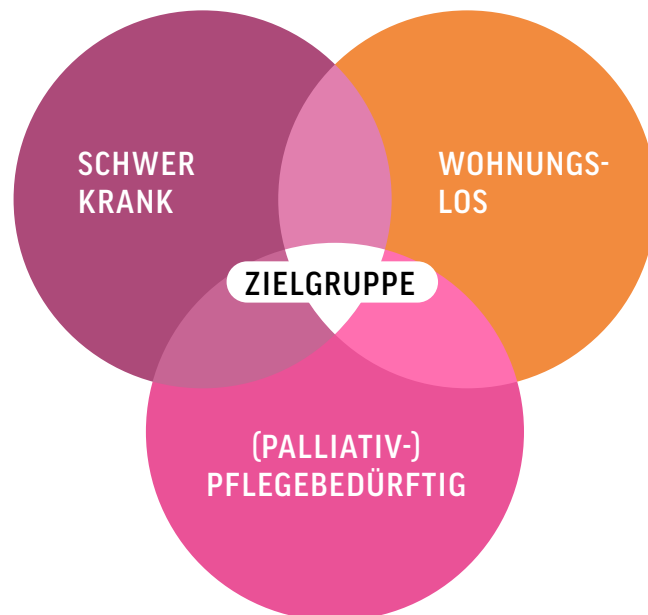 SCHWER
KRANK
WOHNUNGS-
LOS
ZIELGRUPPE
(PALLIATIV-)
PFLEGEBEDÜRFTIG